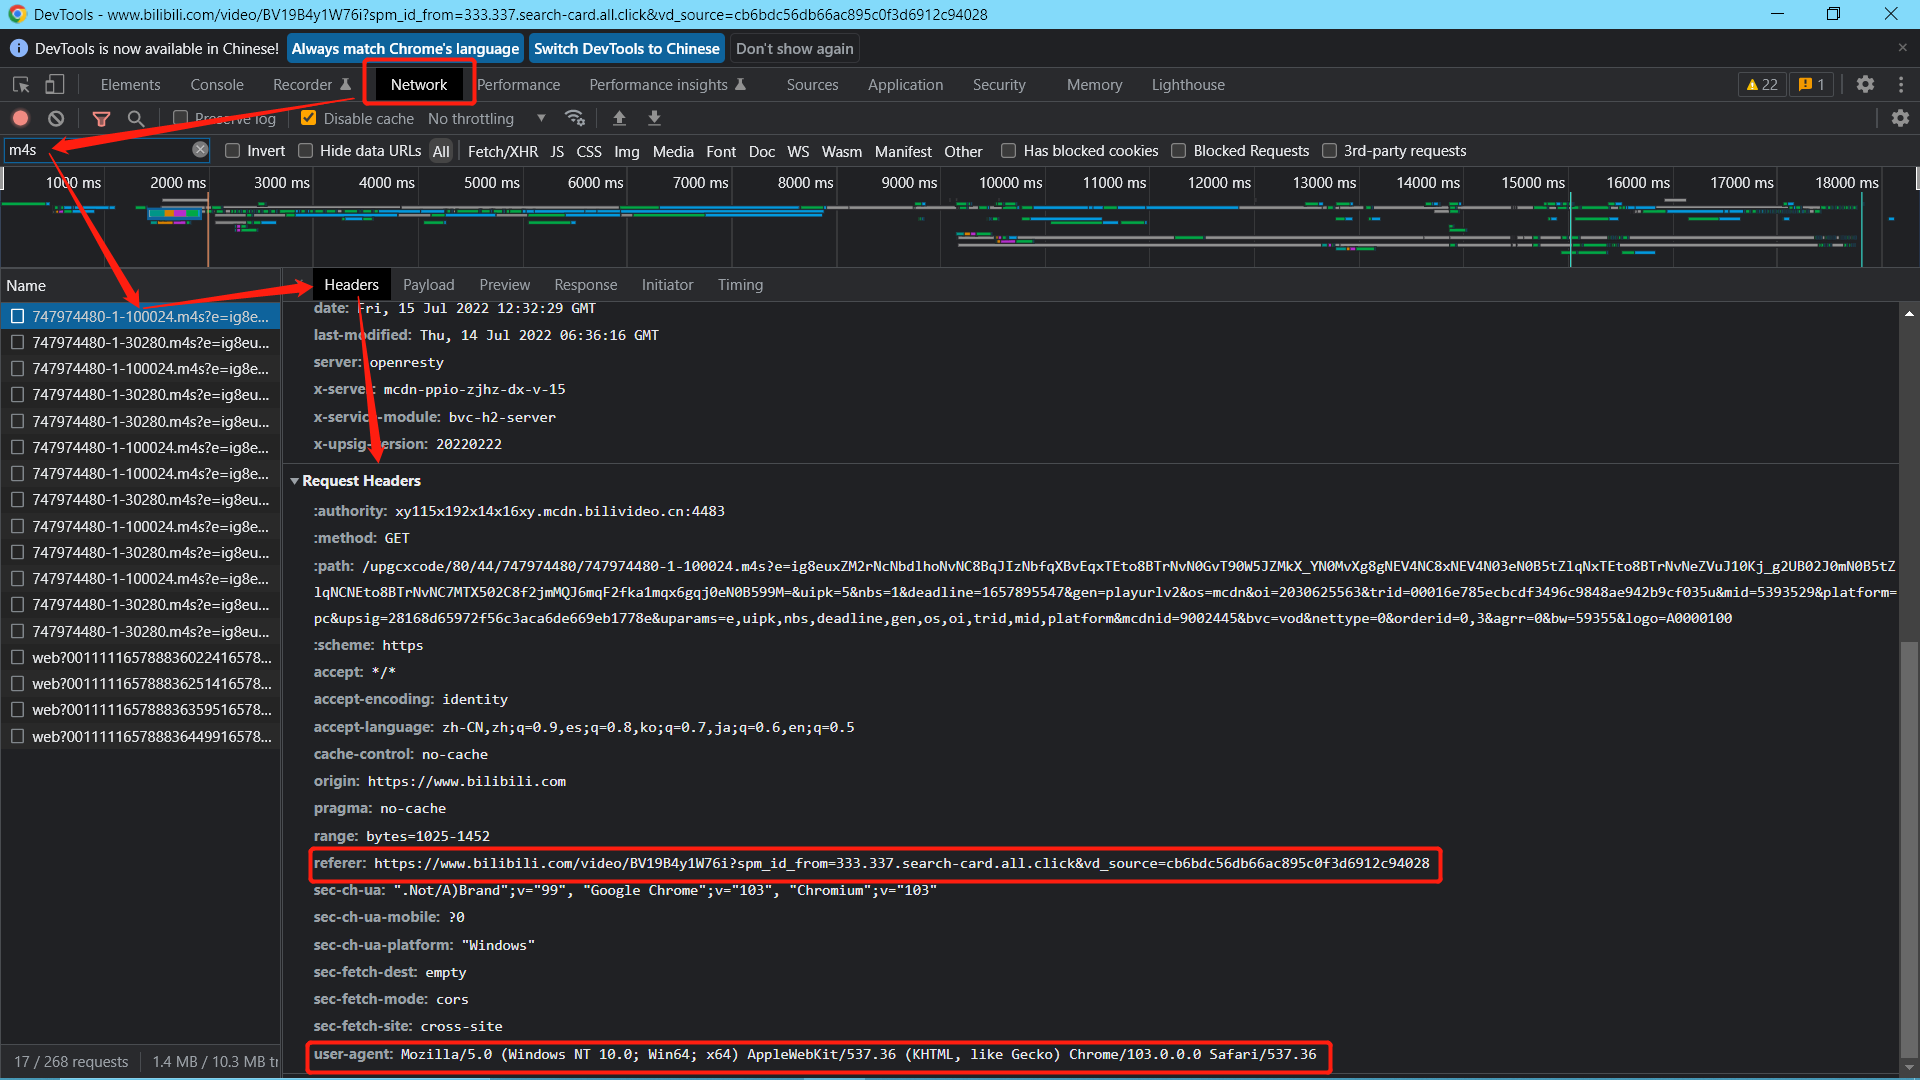 DevTools - www.bilibili.com/video/BV19B4y1W76i?spm_id_from=333.337.search-card.all.click&vd_source=cb6bdc56db66ac895c0f3d6912c94028
DevTools is now available in Chinese! Always match Chrome's language Switch DevTools to Chinese Don't show again
Elements Console Recorder Network Performance Performance insights Sources Application Security Memory Lighthouse 22 1
Preserve log Disable cache No throttling
m4s Invert Hide data URLs All Fetch/XHR JS CSS Img Media Font Doc WS Wasm Manifest Other Has blocked cookies Blocked Requests 3rd-party requests
1000 ms 2000 ms 3000 ms 4000 ms 5000 ms 6000 ms 7000 ms 8000 ms 9000 ms 10000 ms 11000 ms 12000 ms 13000 ms 14000 ms 15000 ms 16000 ms 17000 ms 18000 ms
Name
747974480-1-100024.m4s?e=ig8e...
747974480-1-30280.m4s?e=ig8eu...
747974480-1-100024.m4s?e=ig8e...
747974480-1-30280.m4s?e=ig8eu...
747974480-1-30280.m4s?e=ig8eu...
747974480-1-100024.m4s?e=ig8e...
747974480-1-100024.m4s?e=ig8e...
747974480-1-30280.m4s?e=ig8eu...
747974480-1-100024.m4s?e=ig8e...
747974480-1-30280.m4s?e=ig8eu...
747974480-1-100024.m4s?e=ig8e...
747974480-1-30280.m4s?e=ig8eu...
747974480-1-30280.m4s?e=ig8eu...
web?001111165788836022416578...
web?001111165788836251416578...
web?001111165788836359516578...
web?001111165788836449916578...
17 / 268 requests 1.4 MB / 10.3 MB tr
Headers Payload Preview Response Initiator Timing
date: Fri, 15 Jul 2022 12:32:29 GMT
last-modified: Thu, 14 Jul 2022 06:36:16 GMT
server: openresty
x-server: mcdn-ppio-zjhz-dx-v-15
x-service-module: bvc-h2-server
x-upsig-version: 20220222
Request Headers
:authority: xy115x192x14x16xy.mcdn.bilivideo.cn:4483
:method: GET
:path: /upgcxcode/80/44/747974480/747974480-1-100024.m4s?e=ig8euxZM2rNcNbdlhoNvNC8BqJIzNbfqXBvEqxTEto8BTrNvN0GvT90W5JZMkX_YN0MvXg8gNEV4NC8xNEV4N03eN0B5tZlqNxTEto8BTrNvNeZVuJ10Kj_g2UB02J0mN0B5tZ
lqNCNEto8BTrNvNC7MTX502C8f2jmMQJ6mqF2fka1mqx6gqj0eN0B599M=&uipk=5&nbs=1&deadline=1657895547&gen=playurlv2&os=mcdn&oi=2030625563&trid=00016e785ecbcdf3496c9848ae942b9cf035u&mid=5393529&platform=
pc&upsig=28168d65972f56c3aca6de669eb1778e&uparams=e,uipk,nbs,deadline,gen,os,oi,trid,mid,platform&mcdnid=9002445&bvc=vod&nettype=0&orderid=0,3&agrr=0&bw=59355&logo=A0000100
:scheme: https
accept: */*
accept-encoding: identity
accept-language: zh-CN,zh;q=0.9,es;q=0.8,ko;q=0.7,ja;q=0.6,en;q=0.5
cache-control: no-cache
origin: https://www.bilibili.com
pragma: no-cache
range: bytes=1025-1452
referer: https://www.bilibili.com/video/BV19B4y1W76i?spm_id_from=333.337.search-card.all.click&vd_source=cb6bdc56db66ac895c0f3d6912c94028
sec-ch-ua: ".Not/A)Brand";v="99", "Google Chrome";v="103", "Chromium";v="103"
sec-ch-ua-mobile: ?0
sec-ch-ua-platform: "Windows"
sec-fetch-dest: empty
sec-fetch-mode: cors
sec-fetch-site: cross-site
user-agent: Mozilla/5.0 (Windows NT 10.0; Win64; x64) AppleWebKit/537.36 (KHTML, like Gecko) Chrome/103.0.0.0 Safari/537.36